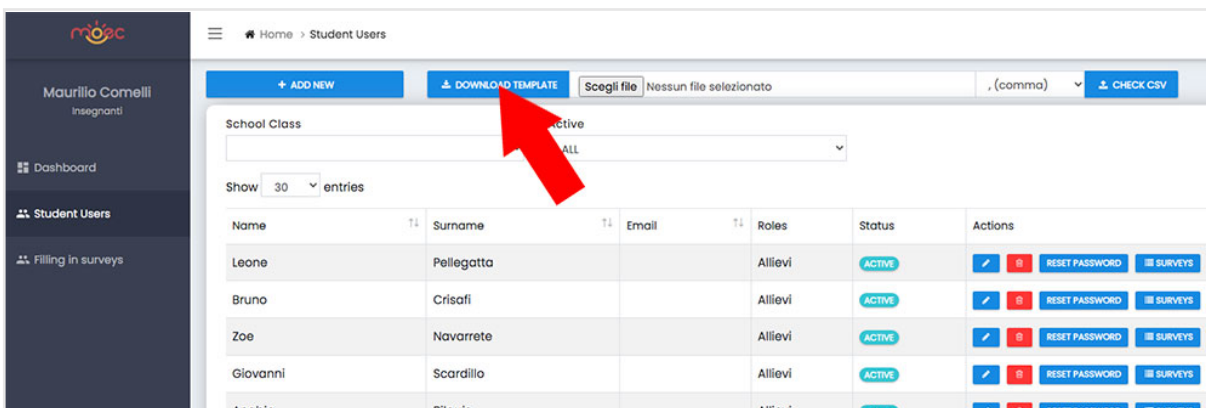 moec
Home > Student Users
Maurilio Comelli
Insegnanti
Dashboard
Student Users
Filling in surveys
+ ADD NEW
DOWNLOAD TEMPLATE
Scegli file Nessun file selezionato
, (comma)
CHECK CSV
School Class
ALL
Show 30 entries
Name Surname Email Roles Status Actions
Leone Pellegatta Allievi ACTIVE RESET PASSWORD SURVEYS
Bruno Crisafi Allievi ACTIVE RESET PASSWORD SURVEYS
Zoe Navarrete Allievi ACTIVE RESET PASSWORD SURVEYS
Giovanni Scardillo Allievi ACTIVE RESET PASSWORD SURVEYS